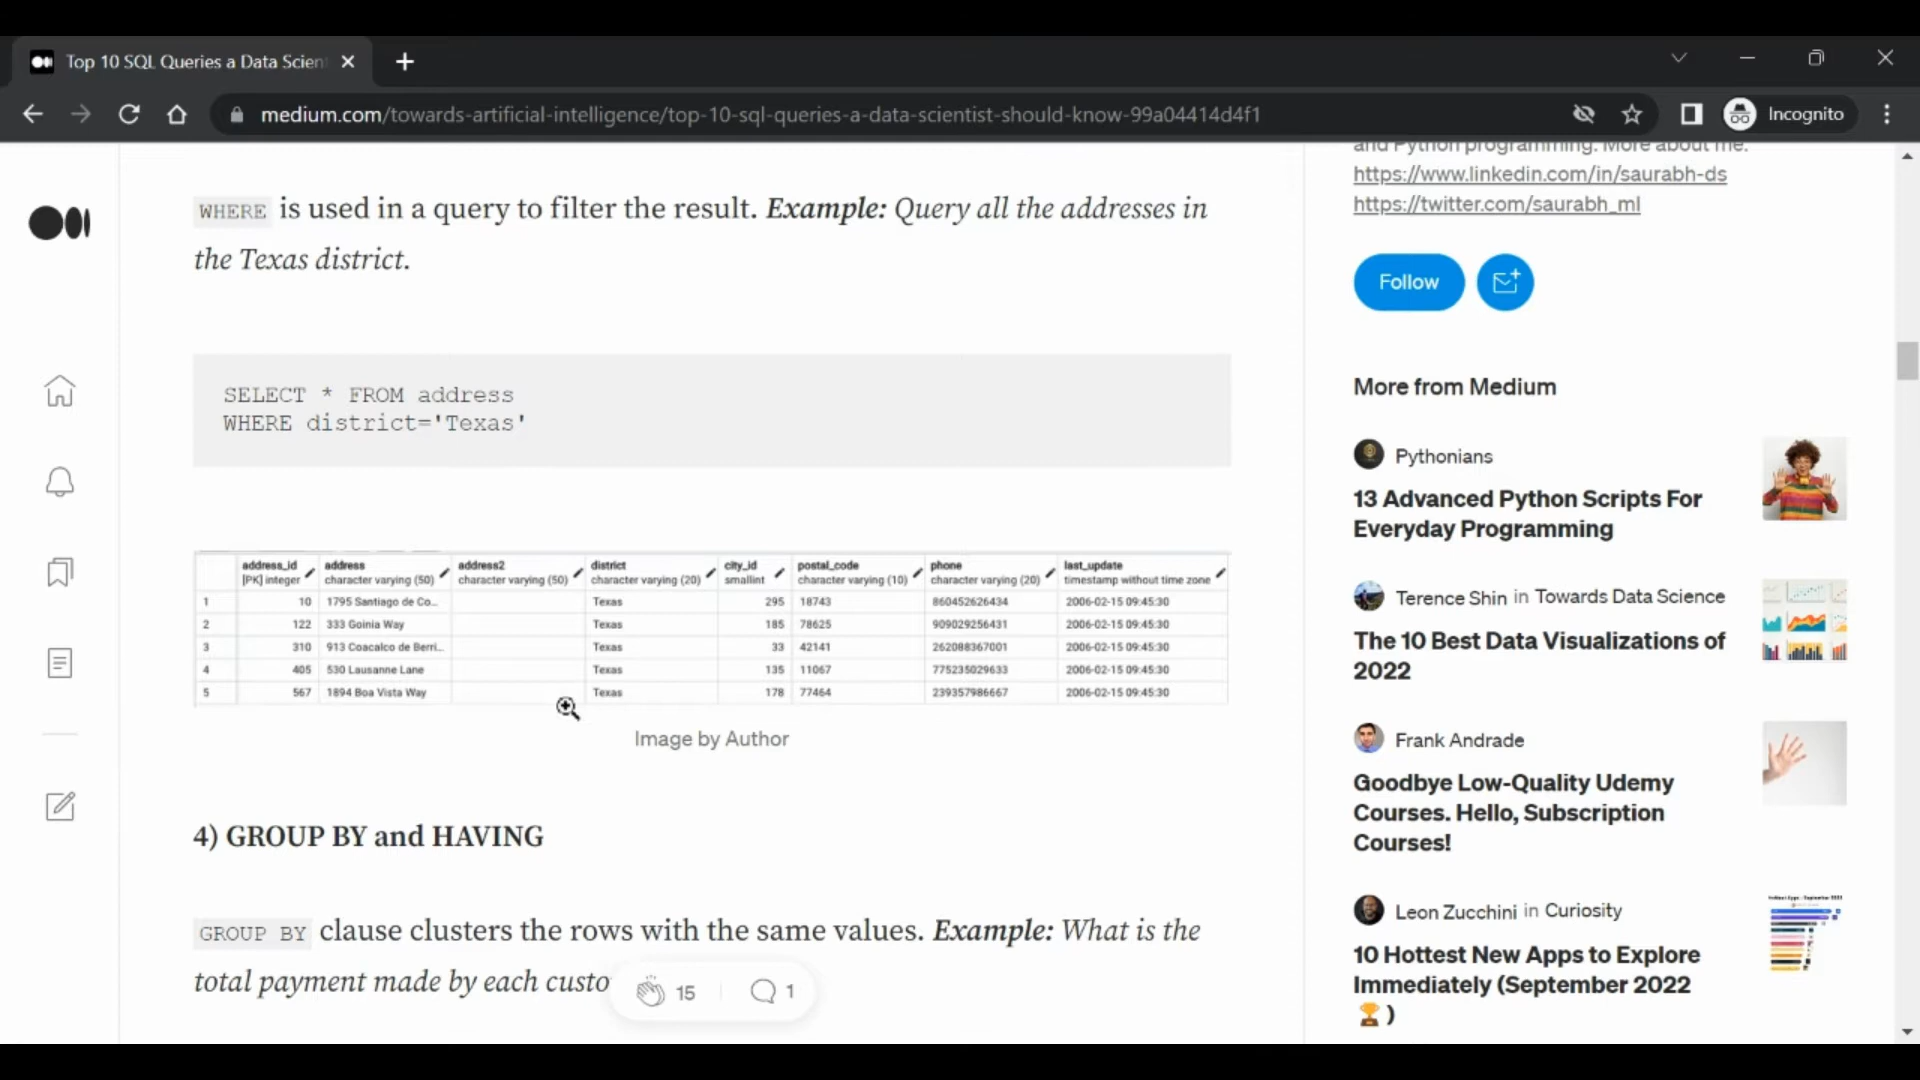 Top 10 SQL Queries a Data Scien
medium.com/towards-artificial-intelligence/top-10-sql-queries-a-data-scientist-should-know-99a04414d4f1
Incognito
WHERE is used in a query to filter the result. Example: Query all the addresses in
the Texas district.
SELECT * FROM address
WHERE district='Texas'
address_id address address2 district city_id postal_code phone last_update
[PK] integer character varying (50) character varying (50) character varying (20) smallint character varying (10) character varying (20) timestamp without time zone
1 10 1795 Santiago de Co... Texas 295 18743 860452626434 2006-02-15 09:45:30
2 122 333 Goinia Way Texas 185 78625 909029256431 2006-02-15 09:45:30
3 310 913 Coacalco de Berri... Texas 33 42141 262088367001 2006-02-15 09:45:30
4 405 530 Lausanne Lane Texas 135 11067 775235029633 2006-02-15 09:45:30
5 567 1894 Boa Vista Way Texas 178 77464 239357986667 2006-02-15 09:45:30
Image by Author
4) GROUP BY and HAVING
GROUP BY clause clusters the rows with the same values. Example: What is the
total payment made by each custo
15 1
and Python programming. More about me:
https://www.linkedin.com/in/saurabh-ds
https://twitter.com/saurabh_ml
Follow
More from Medium
Pythonians
13 Advanced Python Scripts For
Everyday Programming
Terence Shin in Towards Data Science
The 10 Best Data Visualizations of
2022
Frank Andrade
Goodbye Low-Quality Udemy
Courses. Hello, Subscription
Courses!
Leon Zucchini in Curiosity
10 Hottest New Apps to Explore
Immediately (September 2022
🏆 )